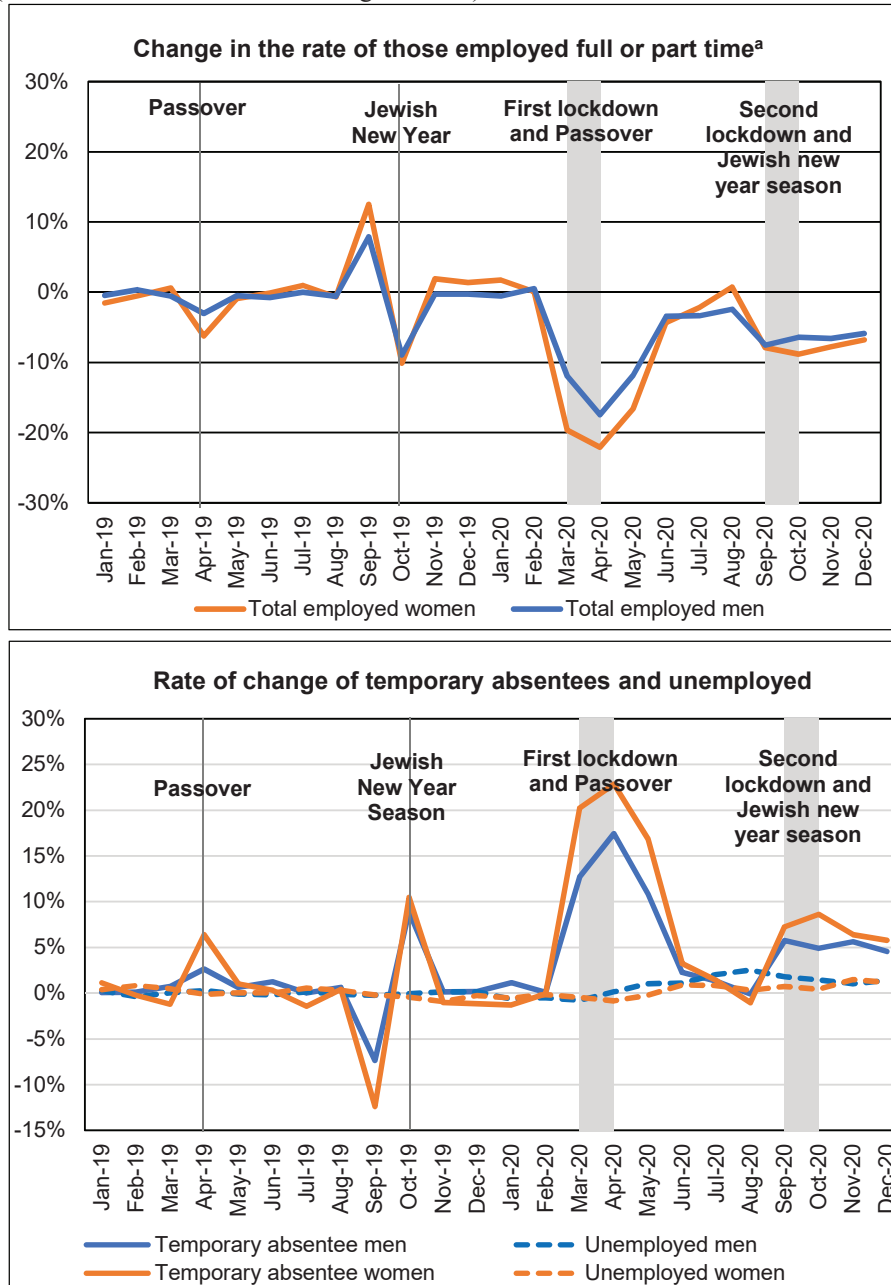 Change in the rate of those employed full or part timeᵃ
30%
20%
10%
0%
-10%
-20%
-30%
Passover
Jewish
New Year
First lockdown
and Passover
Second
lockdown and
Jewish new
year season
Jan-19
Feb-19
Mar-19
Apr-19
May-19
Jun-19
Jul-19
Aug-19
Sep-19
Oct-19
Nov-19
Dec-19
Jan-20
Feb-20
Mar-20
Apr-20
May-20
Jun-20
Jul-20
Aug-20
Sep-20
Oct-20
Nov-20
Dec-20
Total employed women
Total employed men
Rate of change of temporary absentees and unemployed
30%
25%
20%
15%
10%
5%
0%
-5%
-10%
-15%
Passover
Jewish
New Year
Season
First lockdown
and Passover
Second
lockdown and
Jewish new
year season
Jan-19
Feb-19
Mar-19
Apr-19
May-19
Jun-19
Jul-19
Aug-19
Sep-19
Oct-19
Nov-19
Dec-19
Jan-20
Feb-20
Mar-20
Apr-20
May-20
Jun-20
Jul-20
Aug-20
Sep-20
Oct-20
Nov-20
Dec-20
Temporary absentee men
Unemployed men
Temporary absentee women
Unemployed women